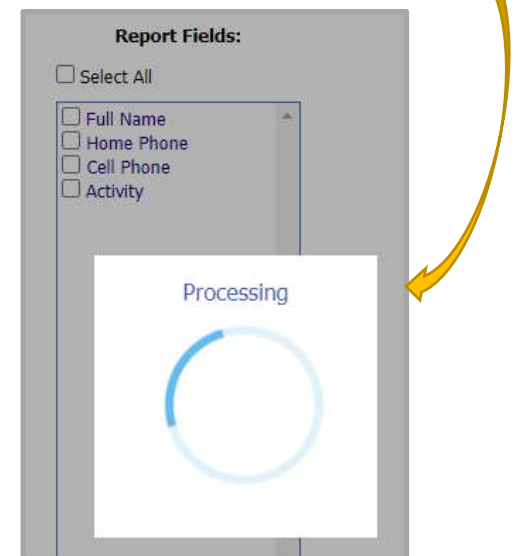 Report Fields:
Select All
Full Name
Home Phone
Cell Phone
Activity
Processing